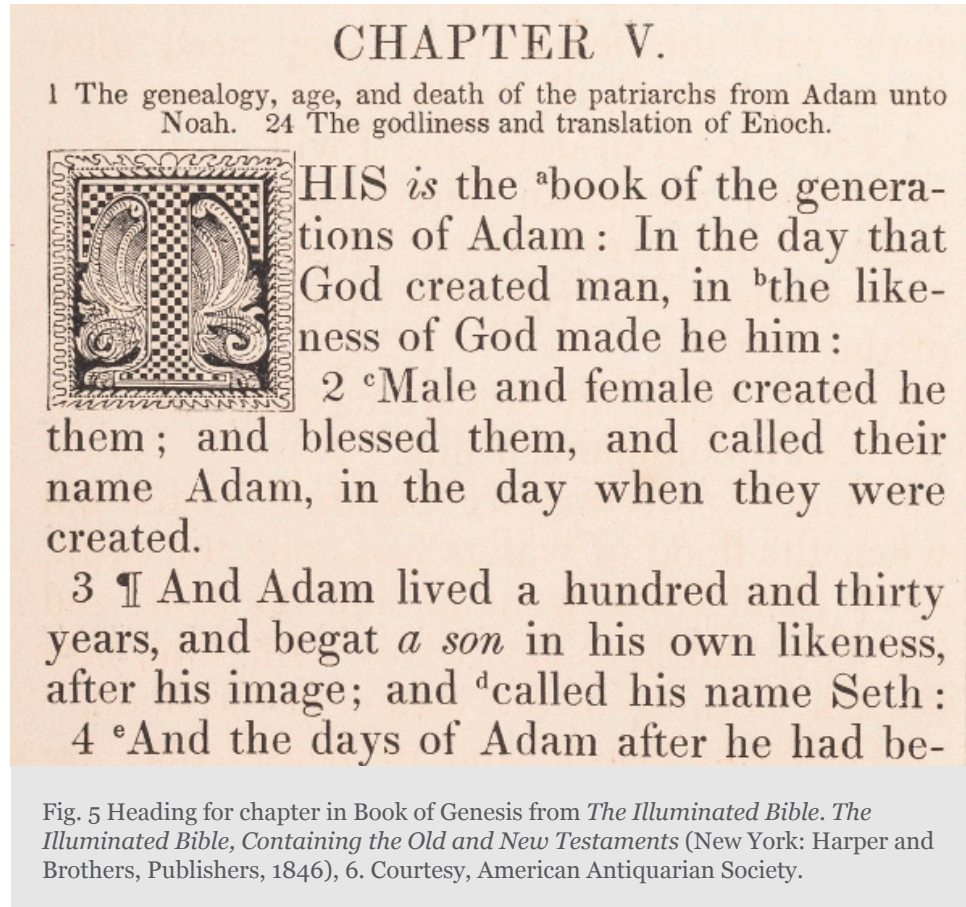 CHAPTER V.
1 The genealogy, age, and death of the patriarchs from Adam unto
Noah. 24 The godliness and translation of Enoch.
THIS is the ᵃbook of the genera-
tions of Adam : In the day that
God created man, in ᵇthe like-
ness of God made he him :
2 ᶜMale and female created he
them ; and blessed them, and called their
name Adam, in the day when they were
created.
3 ¶ And Adam lived a hundred and thirty
years, and begat a son in his own likeness,
after his image; and ᵈcalled his name Seth :
4 ᵉAnd the days of Adam after he had be-
Fig. 5 Heading for chapter in Book of Genesis from The Illuminated Bible. The
Illuminated Bible, Containing the Old and New Testaments (New York: Harper and
Brothers, Publishers, 1846), 6. Courtesy, American Antiquarian Society.